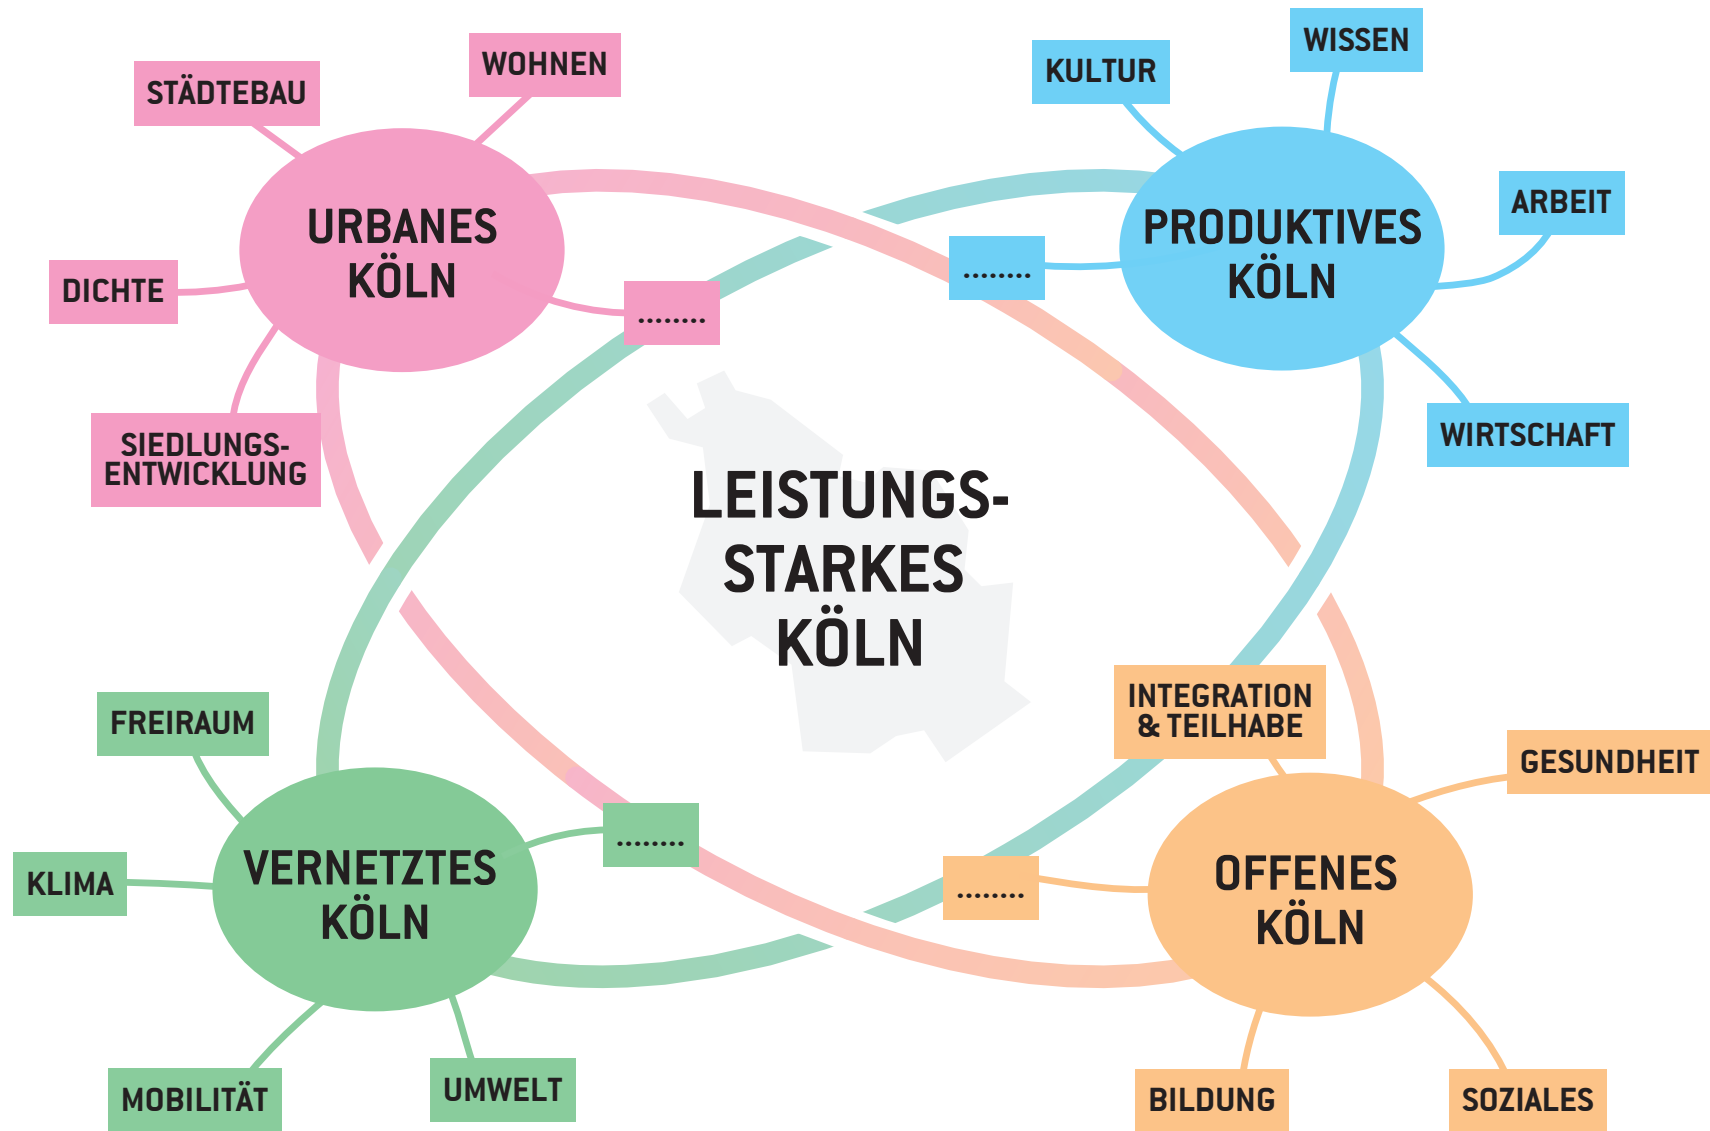 STÄDTEBAU
WOHNEN
URBANES
KÖLN
DICHTE
........
SIEDLUNGS-
ENTWICKLUNG
KULTUR
WISSEN
ARBEIT
PRODUKTIVES
KÖLN
........
WIRTSCHAFT
LEISTUNGS-
STARKES
KÖLN
FREIRAUM
KLIMA
VERNETZTES
KÖLN
........
MOBILITÄT
UMWELT
INTEGRATION
& TEILHABE
GESUNDHEIT
OFFENES
KÖLN
........
BILDUNG
SOZIALES